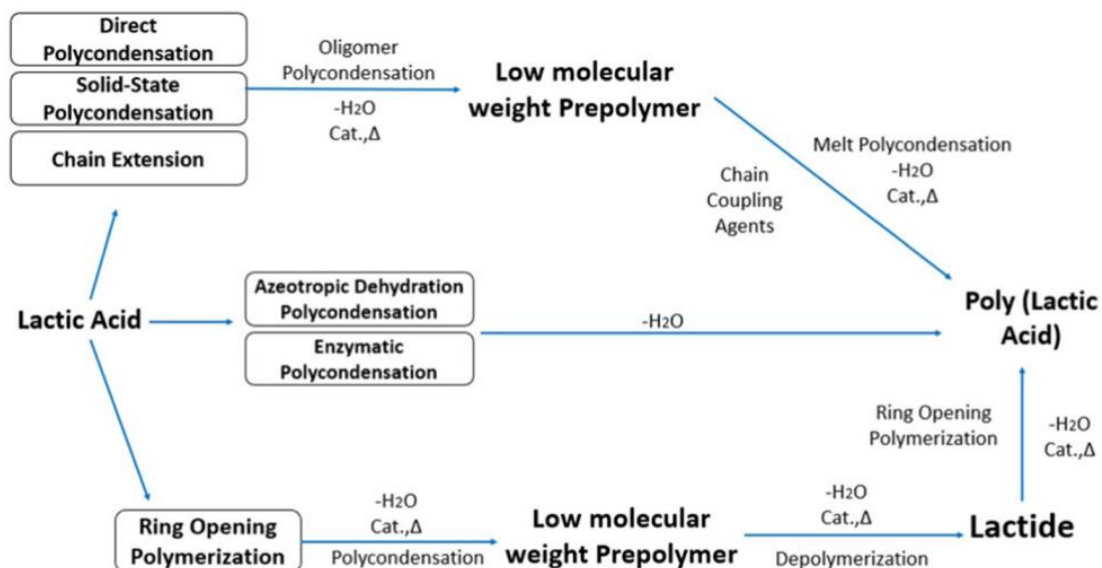 Direct
Polycondensation
Solid-State
Polycondensation
Chain Extension
Oligomer
Polycondensation
-H2O
Cat.,Δ
Low molecular
weight Prepolymer
Melt Polycondensation
-H2O
Cat.,Δ
Chain
Coupling
Agents
Lactic Acid
Azeotropic Dehydration
Polycondensation
Enzymatic
Polycondensation
-H2O
Poly (Lactic
Acid)
Ring Opening
Polymerization
-H2O
Cat.,Δ
Ring Opening
Polymerization
-H2O
Cat.,Δ
Polycondensation
Low molecular
weight Prepolymer
-H2O
Cat.,Δ
Depolymerization
Lactide